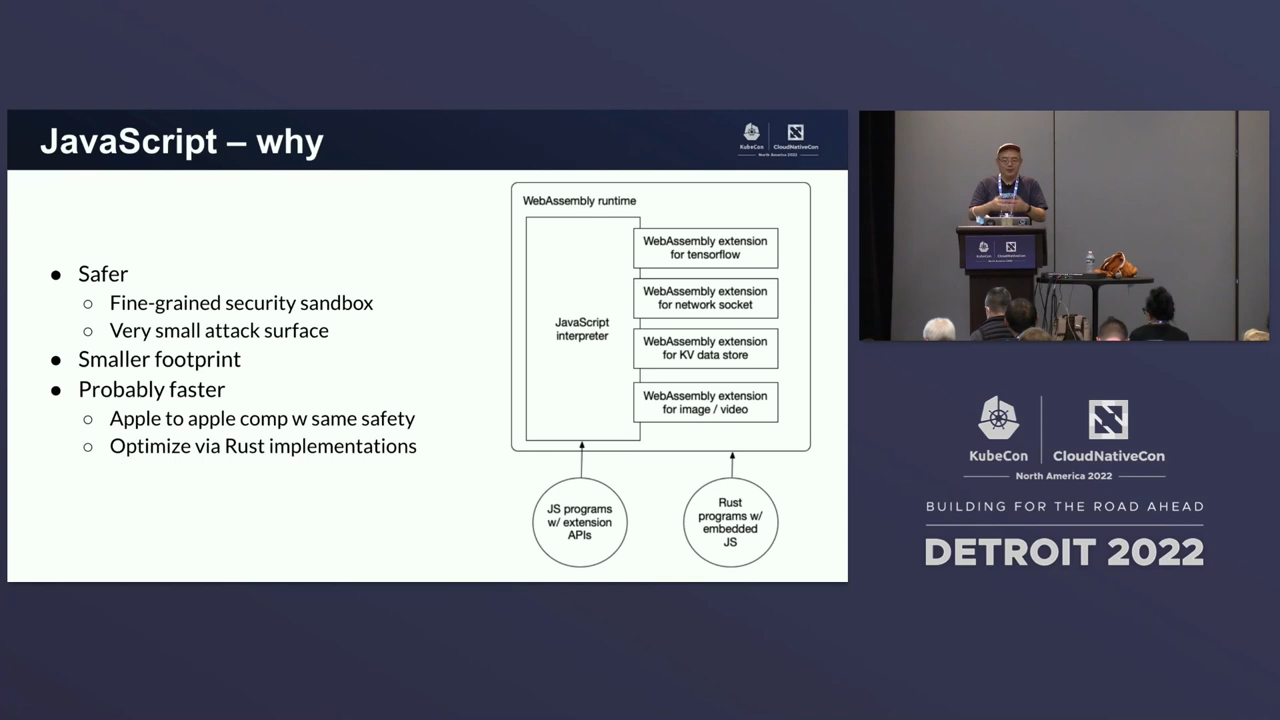 JavaScript – why
KubeCon
CloudNativeCon
North America 2022
● Safer
○ Fine-grained security sandbox
○ Very small attack surface
● Smaller footprint
● Probably faster
○ Apple to apple comp w same safety
○ Optimize via Rust implementations
WebAssembly runtime
JavaScript
interpreter
WebAssembly extension
for tensorflow
WebAssembly extension
for network socket
WebAssembly extension
for KV data store
WebAssembly extension
for image / video
JS programs
w/ extension
APIs
Rust
programs w/
embedded
JS
KubeCon
CloudNativeCon
KubeCon
CloudNativeCon
North America 2022
BUILDING FOR THE ROAD AHEAD
DETROIT 2022